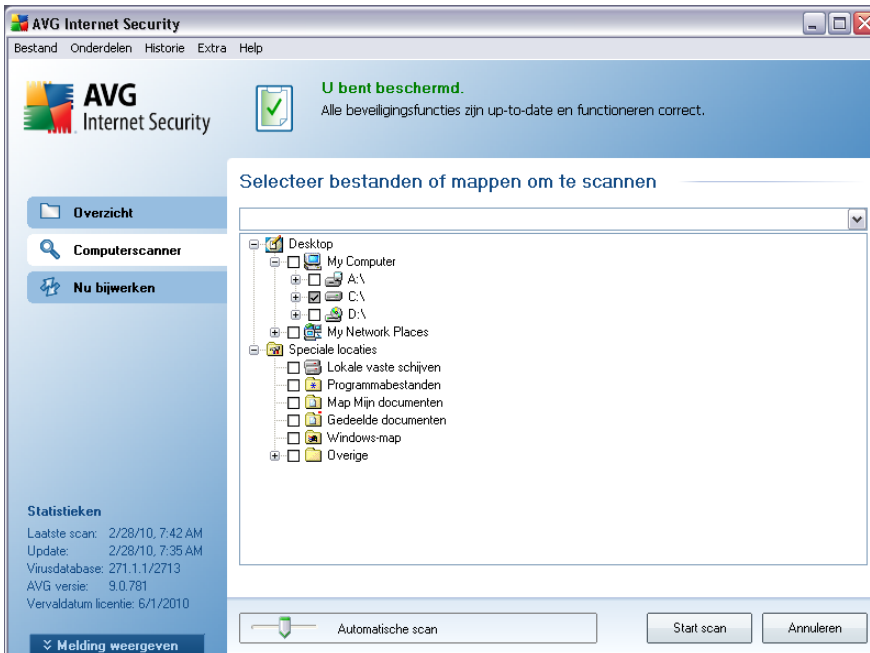 AVG Internet Security
Bestand Onderdelen Historie Extra Help
AVG
Internet Security
U bent beschermd.
Alle beveiligingsfuncties zijn up-to-date en functioneren correct.
Overzicht
Computerscanner
Nu bijwerken
Selecteer bestanden of mappen om te scannen
Desktop
My Computer
A:\
C:\
D:\
My Network Places
Speciale locaties
Lokale vaste schijven
Programmabestanden
Map Mijn documenten
Gedeelde documenten
Windows-map
Overige
Statistieken
Laatste scan: 2/28/10, 7:42 AM
Update: 2/28/10, 7:35 AM
Virusdatabase: 271.1.1/2713
AVG versie: 9.0.781
Vervaldatum licentie: 6/1/2010
Melding weergeven
Automatische scan
Start scan
Annuleren